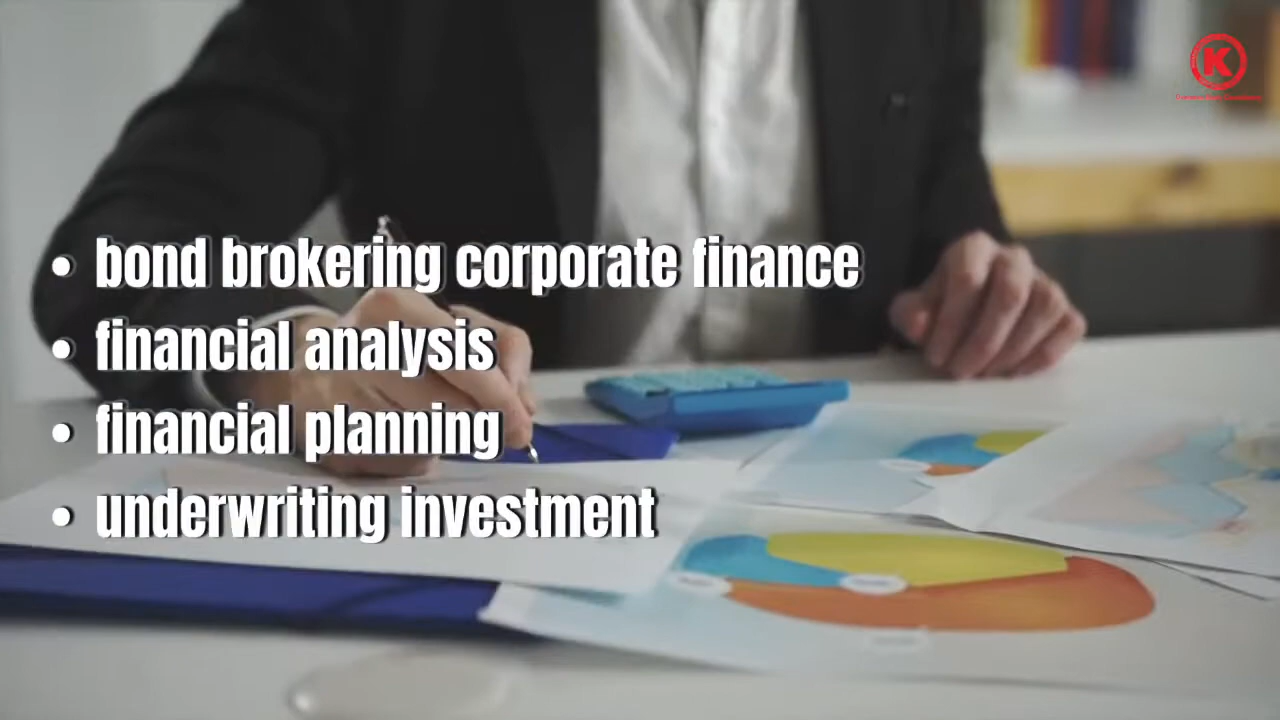 K
• bond brokering corporate finance
• financial analysis
• financial planning
• underwriting investment